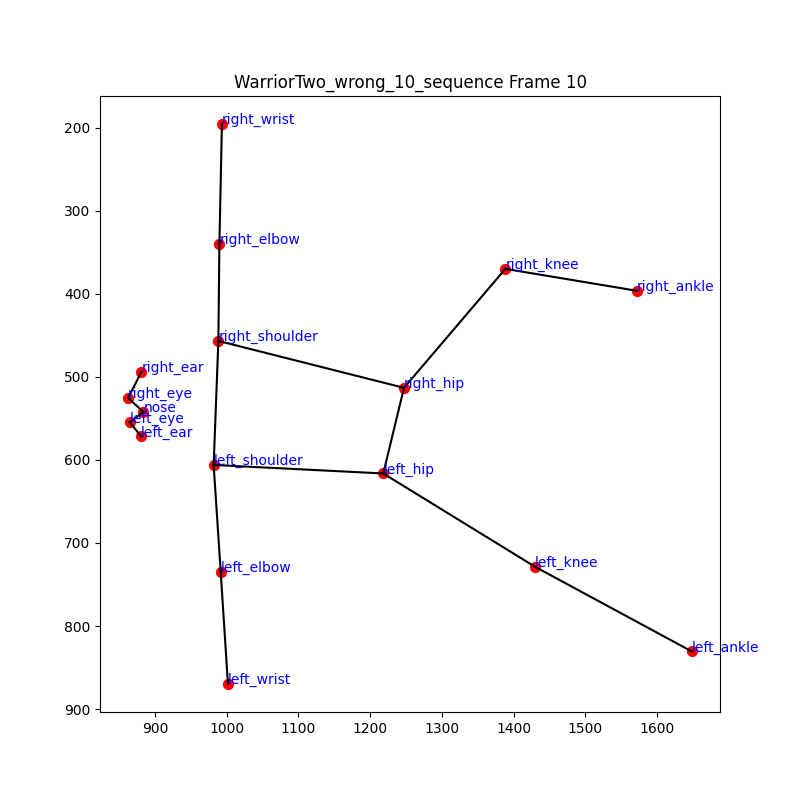 WarriorTwo_wrong_10_sequence Frame 10
right_wrist
right_elbow
right_shoulder
right_knee
right_ankle
right_ear
right_hip
right_eye
nose
left_eye
left_ear
left_shoulder
left_hip
left_elbow
left_knee
left_ankle
left_wrist
200
300
400
500
600
700
800
900
900 1000 1100 1200 1300 1400 1500 1600